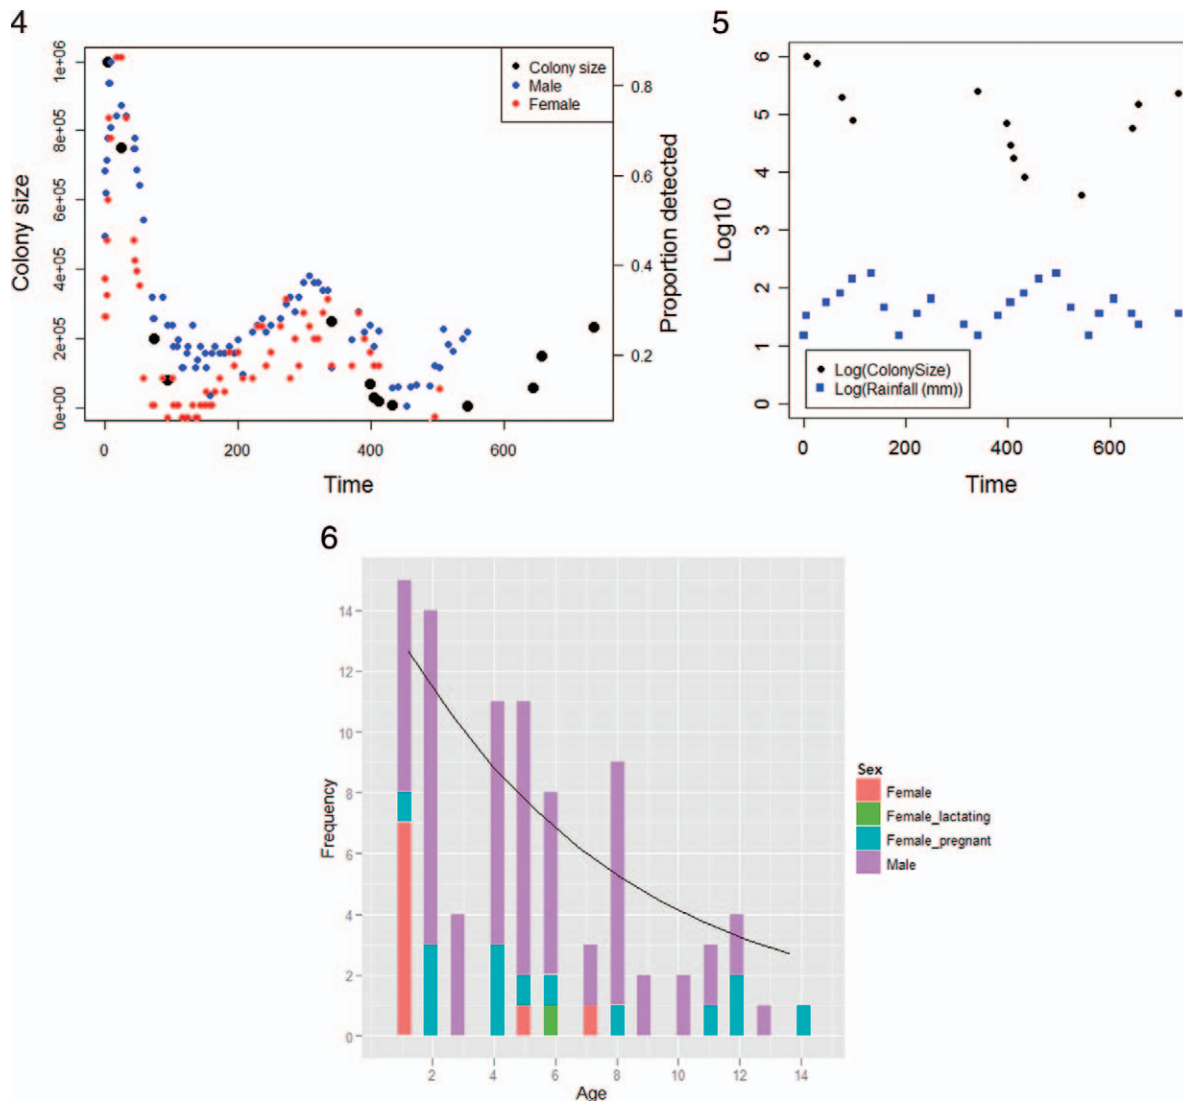 4
Colony size
0e+00
2e+05
4e+05
6e+05
8e+05
1e+06
Colony size
Male
Female
0.2
0.4
0.6
0.8
Proportion detected
0
200
400
600
Time
5
Log10
0
1
2
3
4
5
6
Log(ColonySize)
Log(Rainfall (mm))
0
200
400
600
Time
6
Frequency
14
12
10
8
6
4
2
0
2
4
6
8
10
12
14
Age
Sex
Female
Female_lactating
Female_pregnant
Male